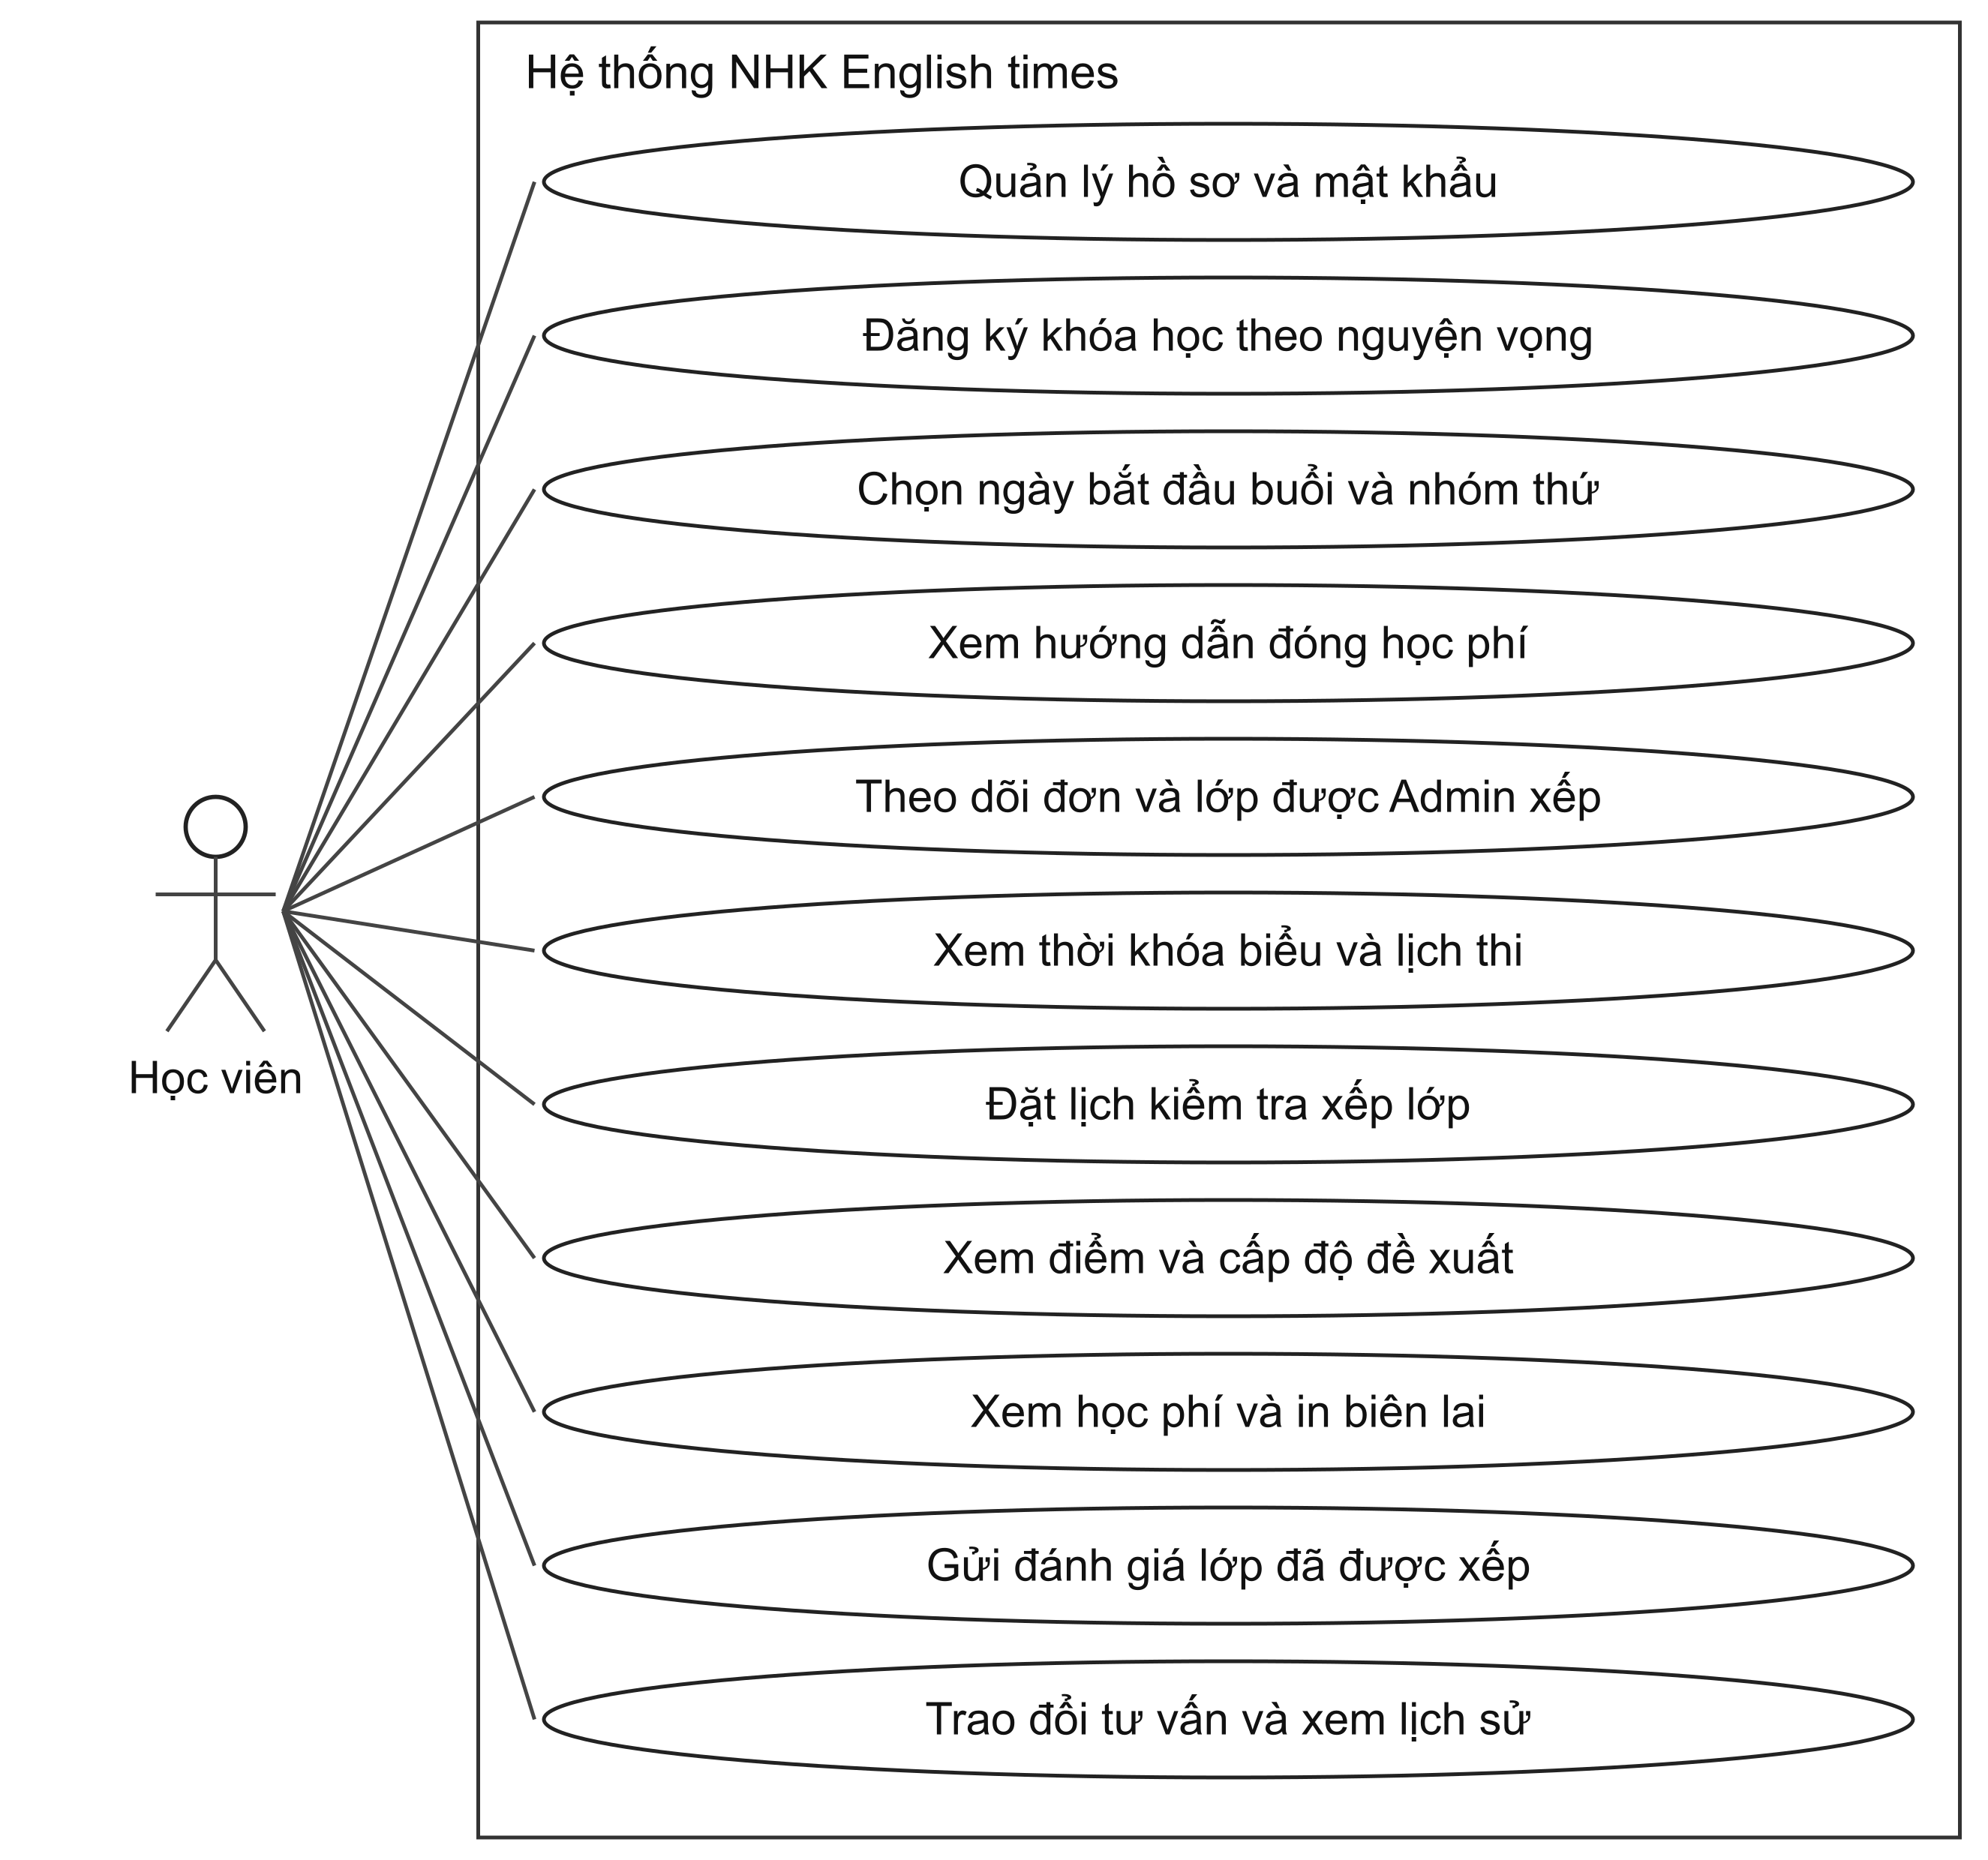 Hệ thống NHK English times
Quản lý hồ sơ và mật khẩu
Đăng ký khóa học theo nguyện vọng
Chọn ngày bắt đầu buổi và nhóm thứ
Xem hướng dẫn đóng học phí
Theo dõi đơn và lớp được Admin xếp
Xem thời khóa biểu và lịch thi
Học viên
Đặt lịch kiểm tra xếp lớp
Xem điểm và cấp độ đề xuất
Xem học phí và in biên lai
Gửi đánh giá lớp đã được xếp
Trao đổi tư vấn và xem lịch sử